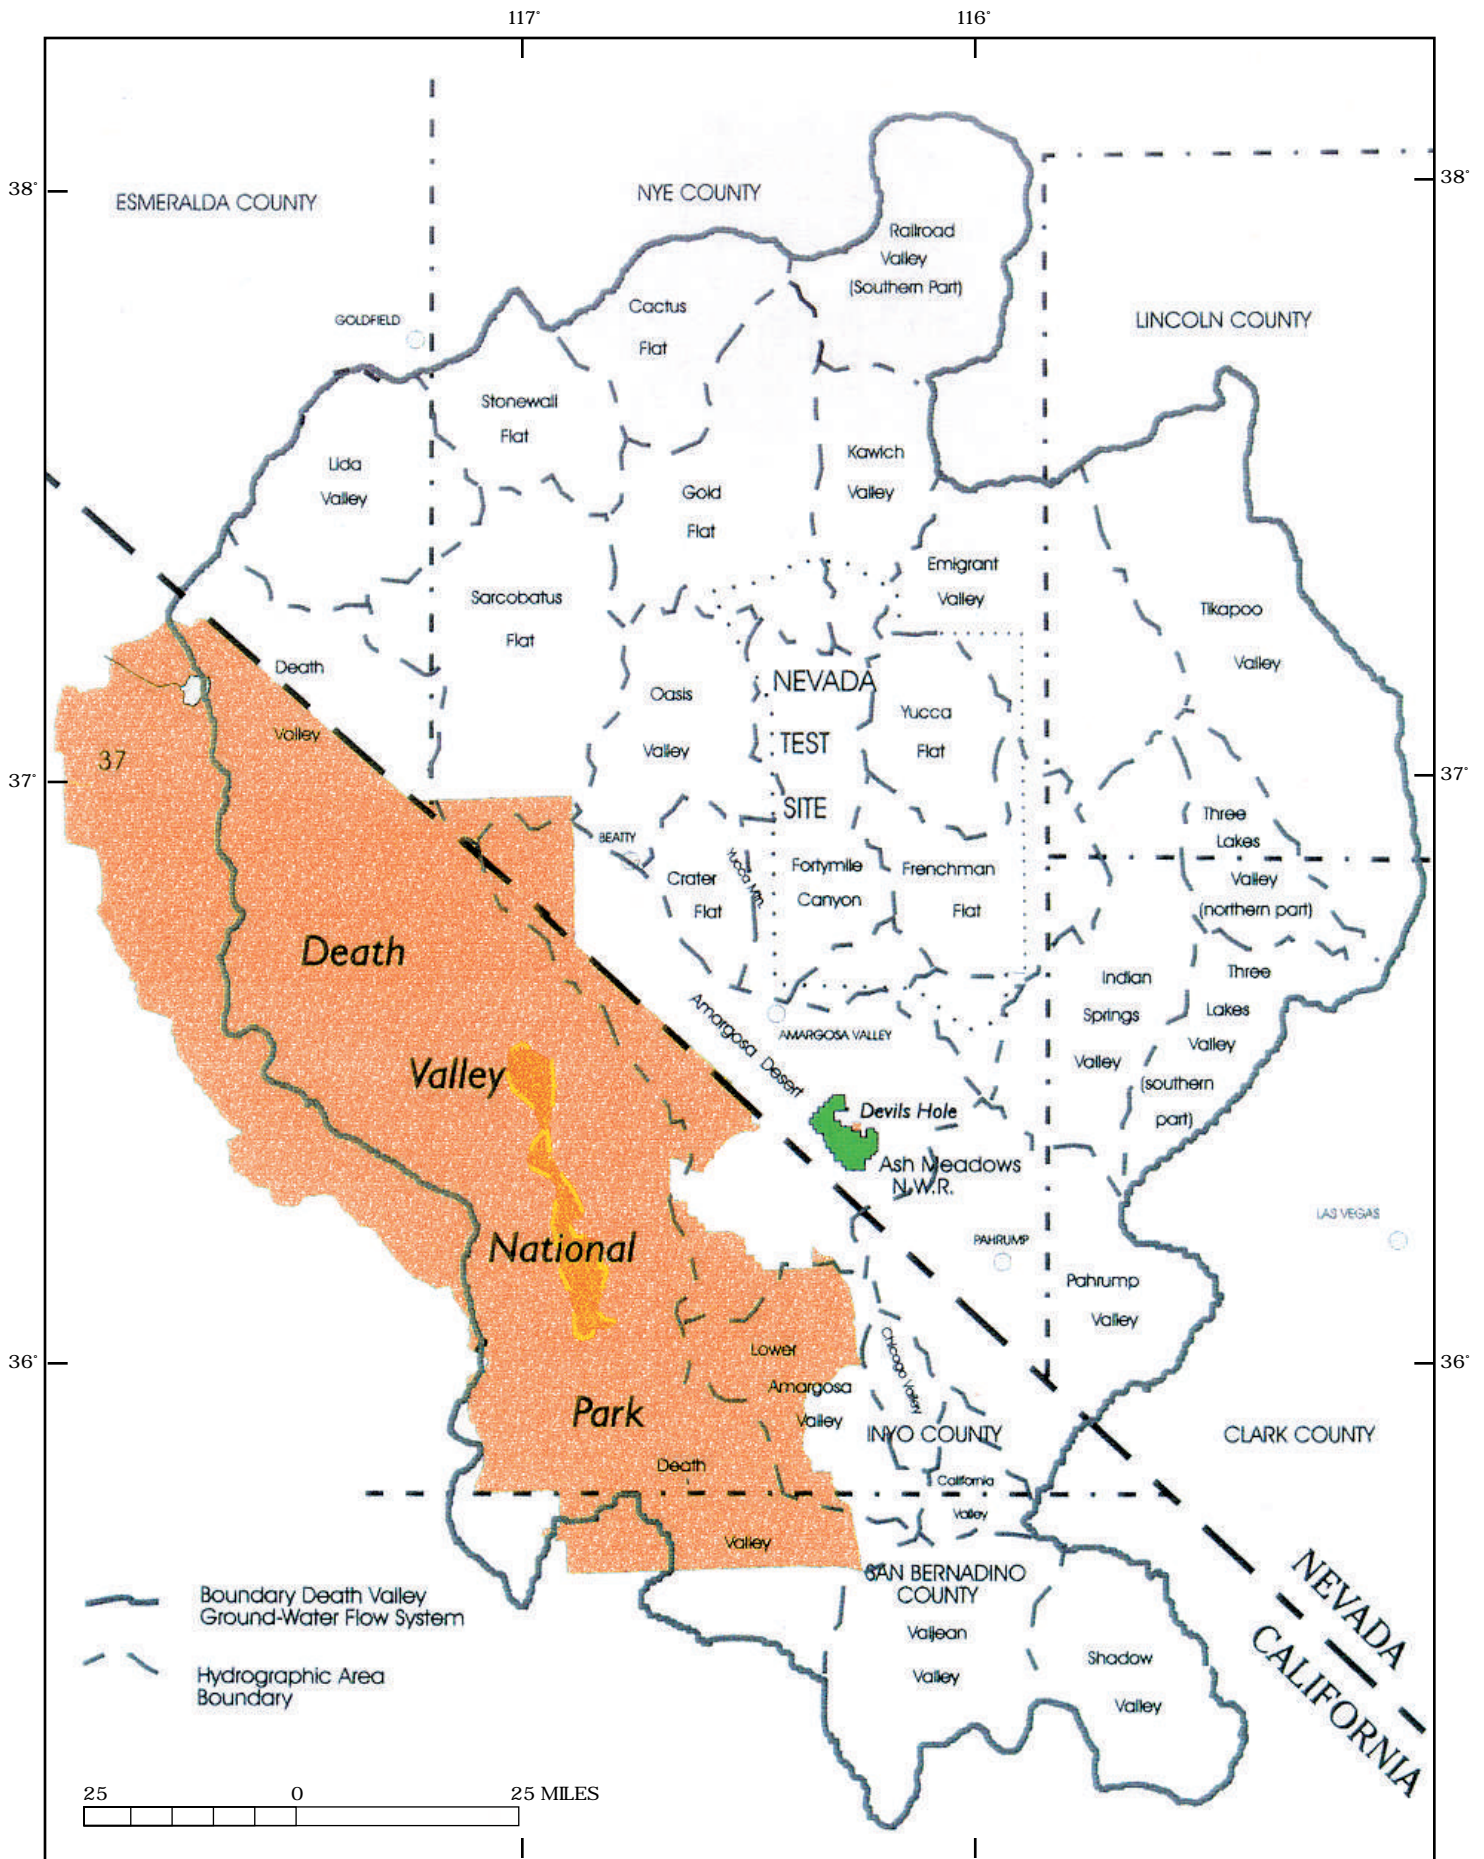 117°
116°
38°
38°
ESMERALDA COUNTY
NYE COUNTY
Railroad
Valley
(Southern Part)
Cactus
Flat
GOLDFIELD
LINCOLN COUNTY
Stonewall
Flat
Lida
Valley
Kawich
Valley
Gold
Flat
Emigrant
Valley
Sarcobatus
Flat
Tikapoo
Valley
Death
Valley
Oasis
Valley
NEVADA
TEST
SITE
Yucca
Flat
37
37°
37°
BEATTY
Three
Lakes
Valley
(northern part)
Crater
Flat
Yucca Mtn.
Fortymile
Canyon
Frenchman
Flat
Death
Valley
National
Park
Indian
Springs
Valley
Three
Lakes
Valley
(southern
part)
Amargosa Desert
AMARGOSA VALLEY
Devils Hole
Ash Meadows
N.W.R.
LAS VEGAS
PAHRUMP
Pahrump
Valley
36°
36°
Lower
Amargosa
Valley
Chicago Valley
INYO COUNTY
CLARK COUNTY
Death
Valley
California
Valley
SAN BERNADINO
COUNTY
Valjean
Valley
Shadow
Valley
NEVADA
CALIFORNIA
Boundary Death Valley
Ground-Water Flow System
Hydrographic Area
Boundary
25 0 25 MILES